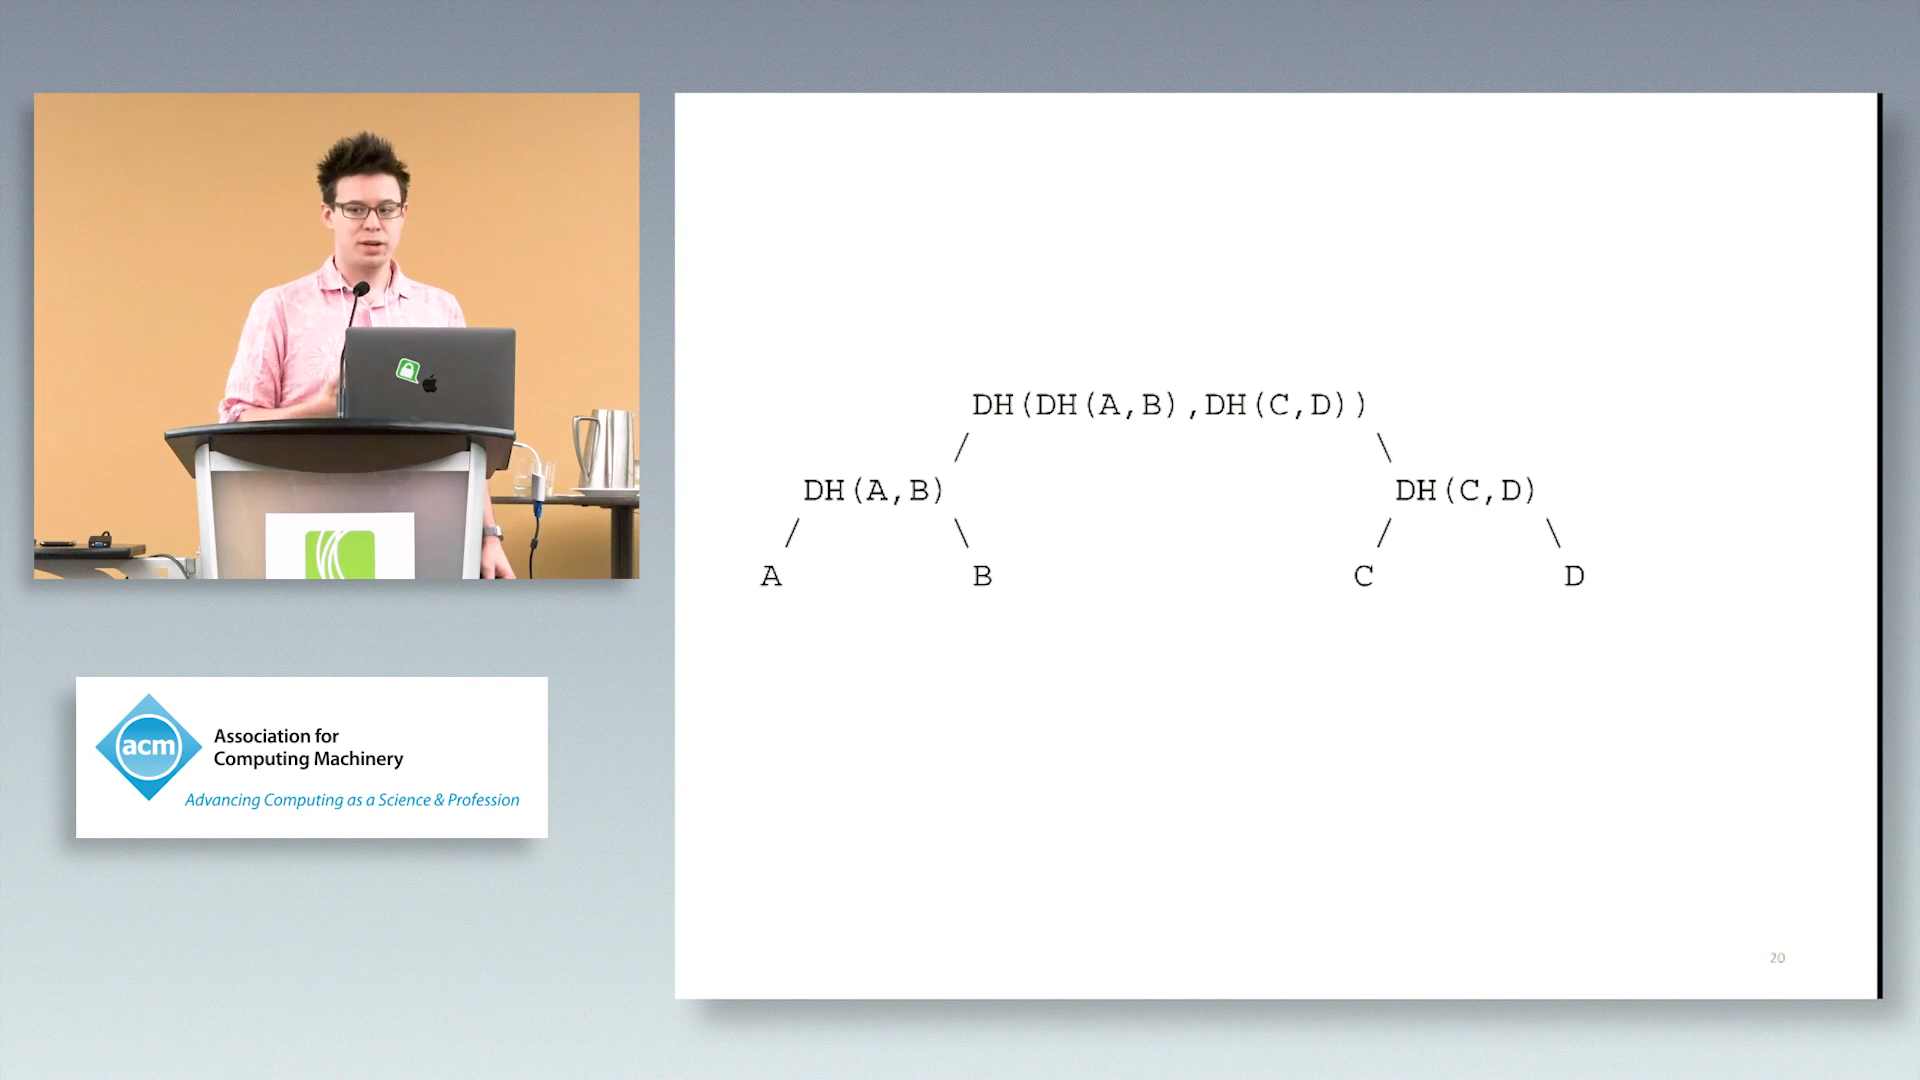 DH(DH(A,B),DH(C,D))
/ \
DH(A,B) DH(C,D)
/ \ / \
A B C D
20
acm
Association for
Computing Machinery
Advancing Computing as a Science & Profession